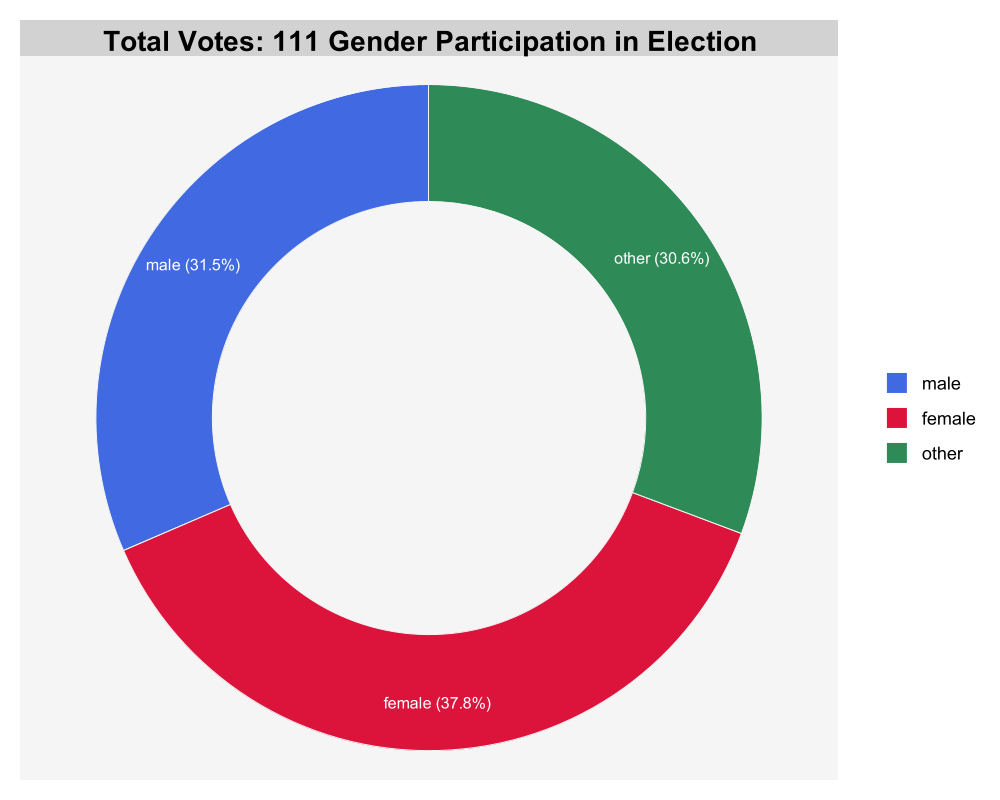 Total Votes: 111 Gender Participation in Election
other (30.6%)
male (31.5%)
female (37.8%)
male
female
other